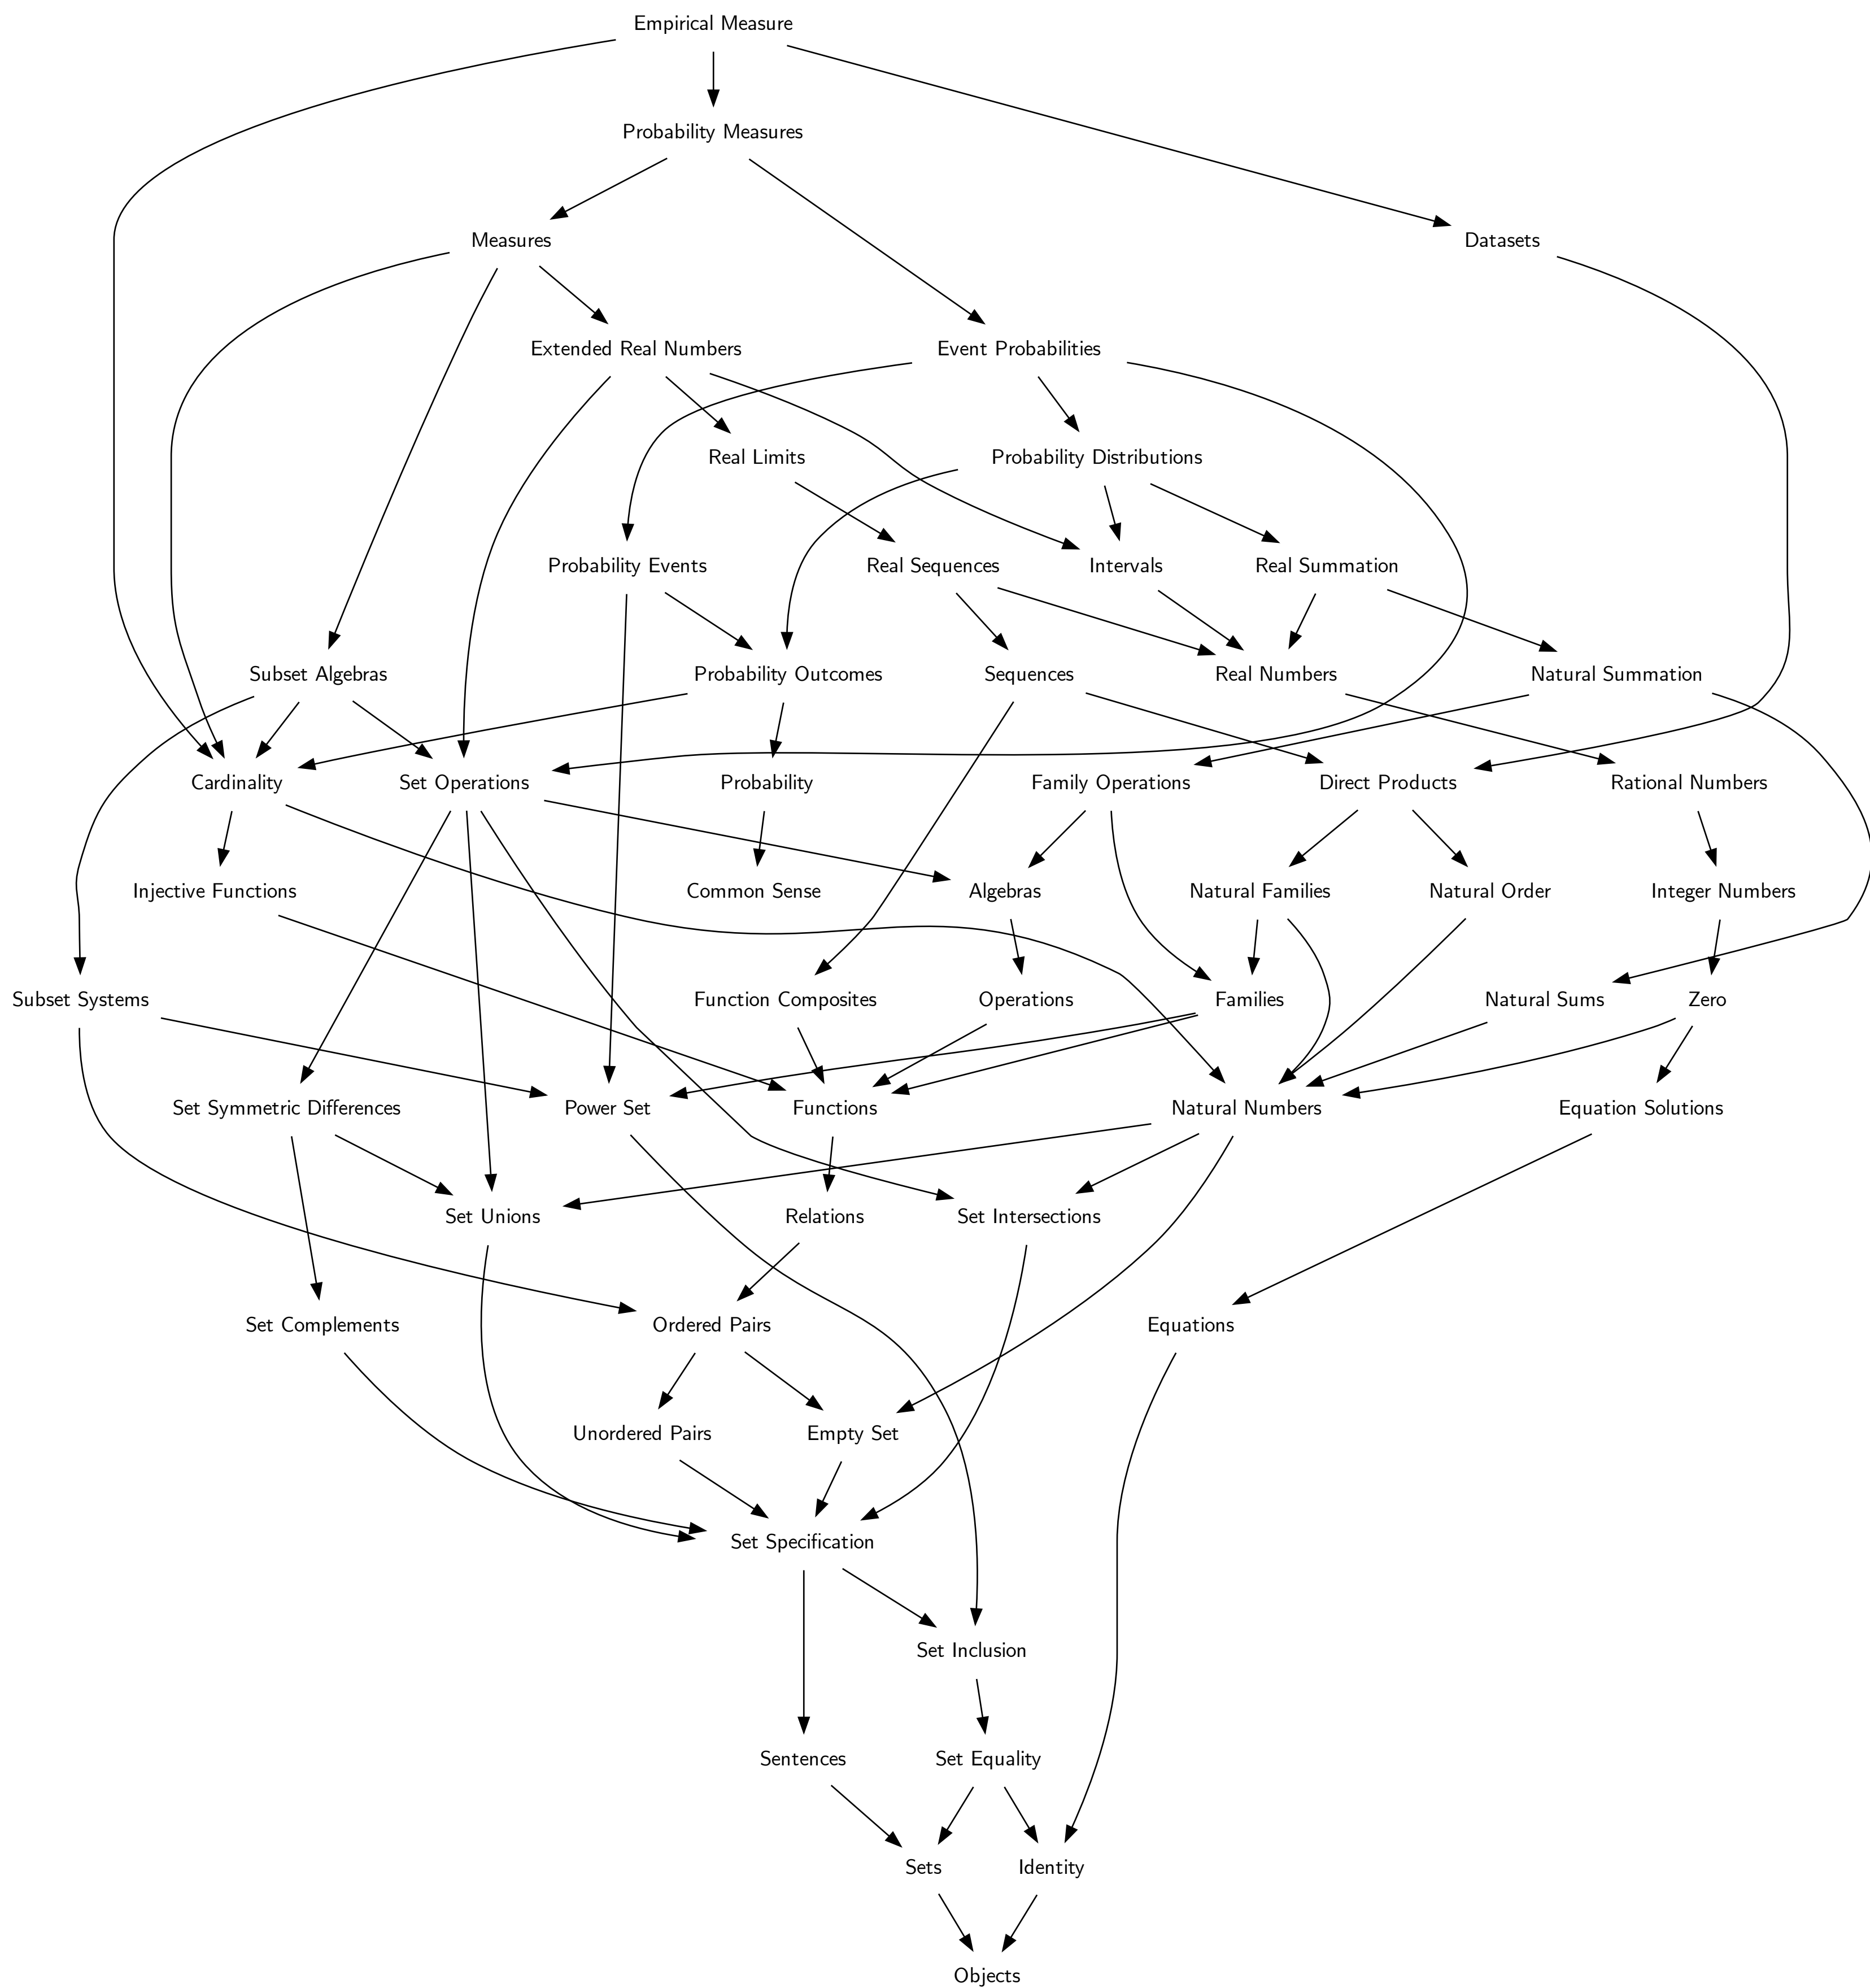 Empirical Measure
Probability Measures
Measures
Datasets
Extended Real Numbers
Event Probabilities
Real Limits
Probability Distributions
Probability Events
Real Sequences
Intervals
Real Summation
Subset Algebras
Probability Outcomes
Sequences
Real Numbers
Natural Summation
Cardinality
Set Operations
Probability
Family Operations
Direct Products
Rational Numbers
Injective Functions
Common Sense
Algebras
Natural Families
Natural Order
Integer Numbers
Subset Systems
Function Composites
Operations
Families
Natural Sums
Zero
Set Symmetric Differences
Power Set
Functions
Natural Numbers
Equation Solutions
Set Unions
Relations
Set Intersections
Set Complements
Ordered Pairs
Equations
Unordered Pairs
Empty Set
Set Specification
Set Inclusion
Sentences
Set Equality
Sets
Identity
Objects